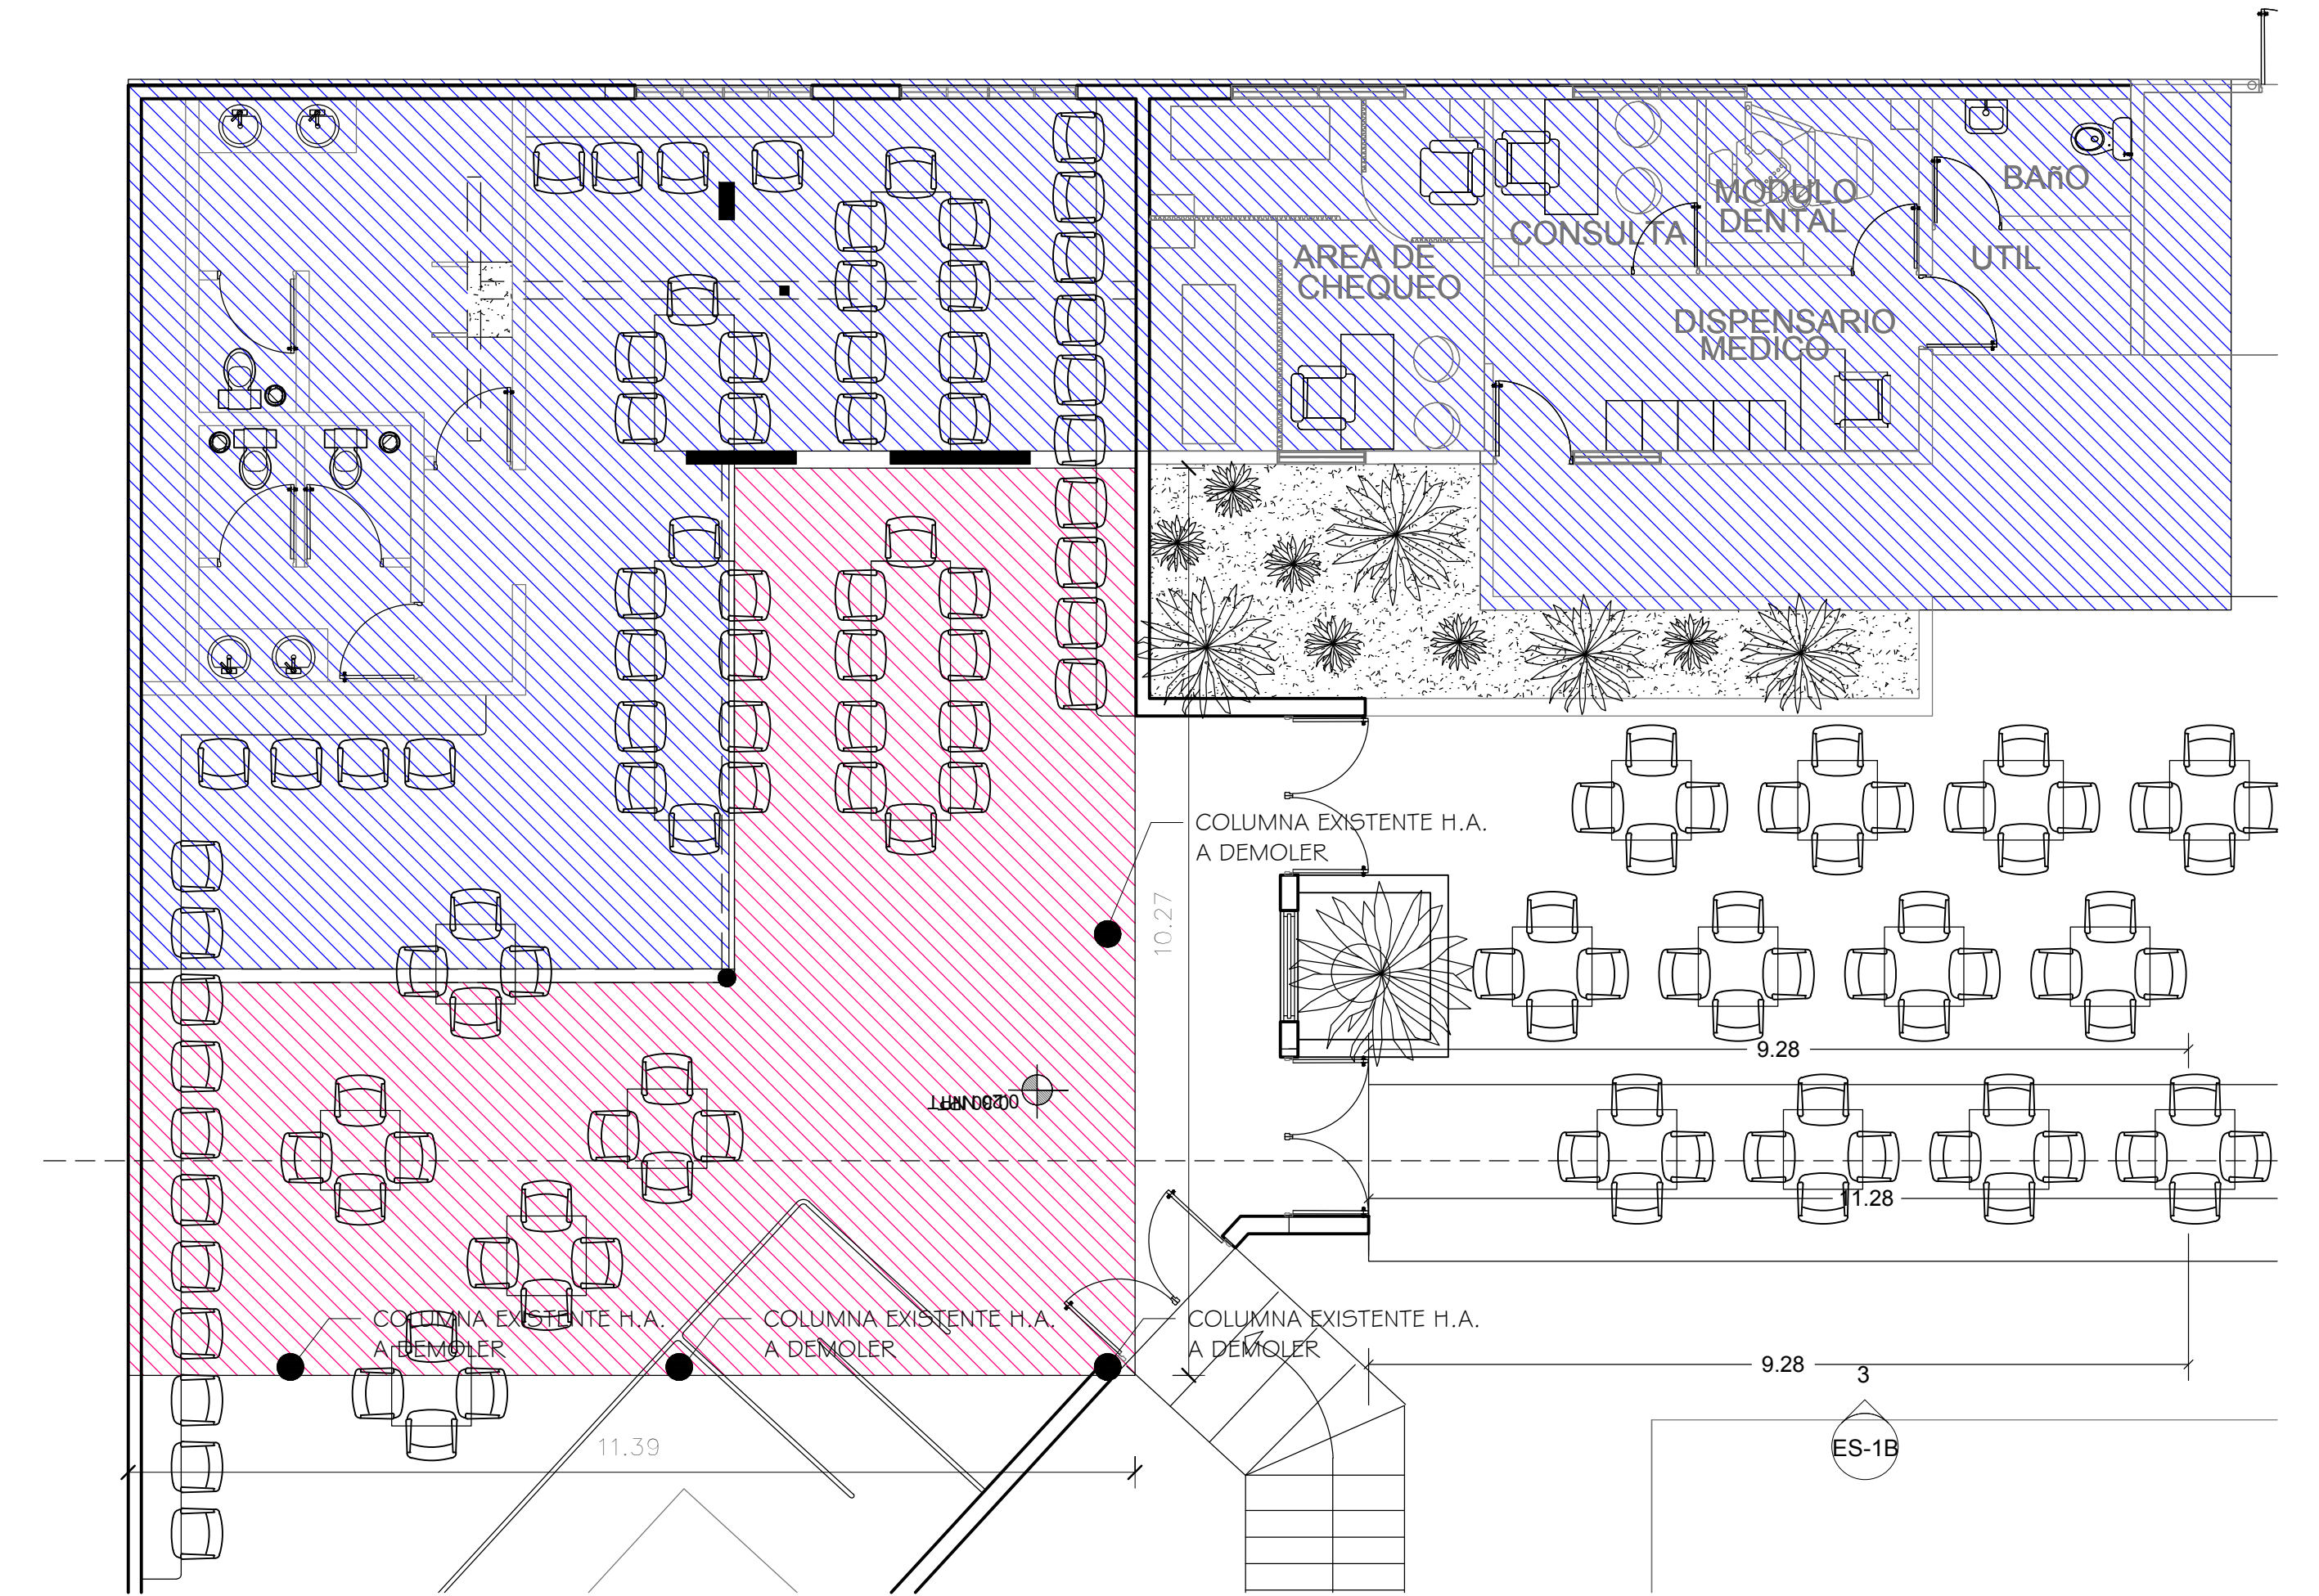 BAñO
MODULO
DENTAL
CONSULTA
UTIL
AREA DE
CHEQUEO
DISPENSARIO
MEDICO
COLUMNA EXISTENTE H.A.
A DEMOLER
10.27
9.28
11.28
COLUMNA EXISTENTE H.A.
A DEMOLER
COLUMNA EXISTENTE H.A.
A DEMOLER
COLUMNA EXISTENTE H.A.
A DEMOLER
9.28
3
ES-1B
11.39